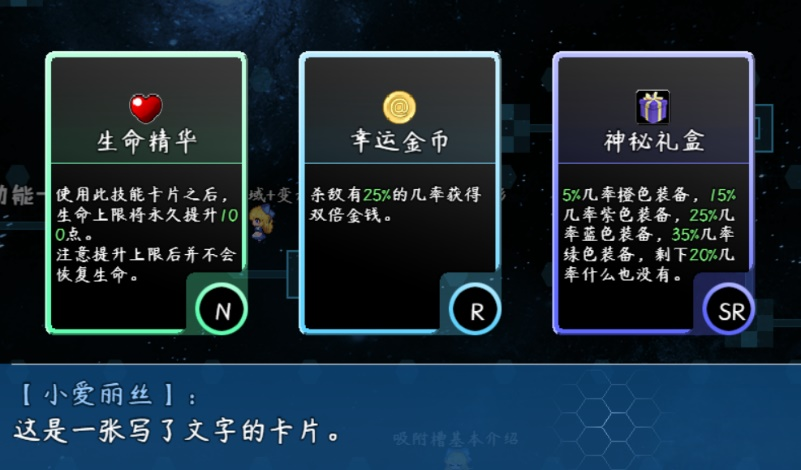 生命精华
使用此技能卡片之后，
生命上限将永久提升10
0点。
注意提升上限后并不会
恢复生命。
N
幸运金币
杀敌有25%的几率获得
双倍金钱。
R
神秘礼盒
5%几率橙色装备，15%
几率紫色装备，25%几
率蓝色装备，35%几率
绿色装备，剩下20%几
率什么也没有。
SR
动能
域+变
【小爱丽丝】：
这是一张写了文字的卡片。
吸附槽基本介绍